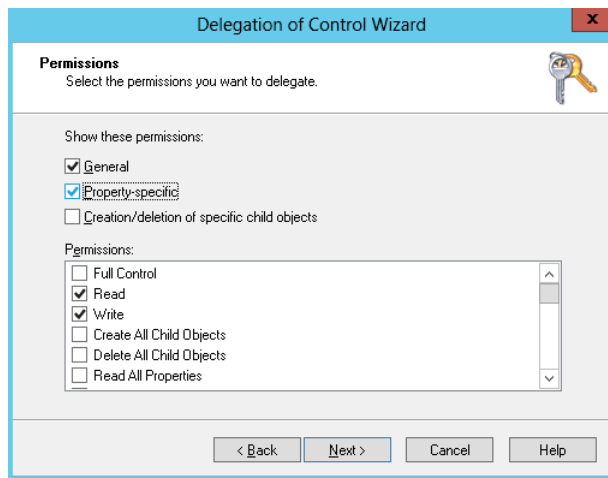 Delegation of Control Wizard
x
Permissions
Select the permissions you want to delegate.
Show these permissions:
General
Property-specific
Creation/deletion of specific child objects
Permissions:
Full Control
Read
Write
Create All Child Objects
Delete All Child Objects
Read All Properties
< Back
Next >
Cancel
Help